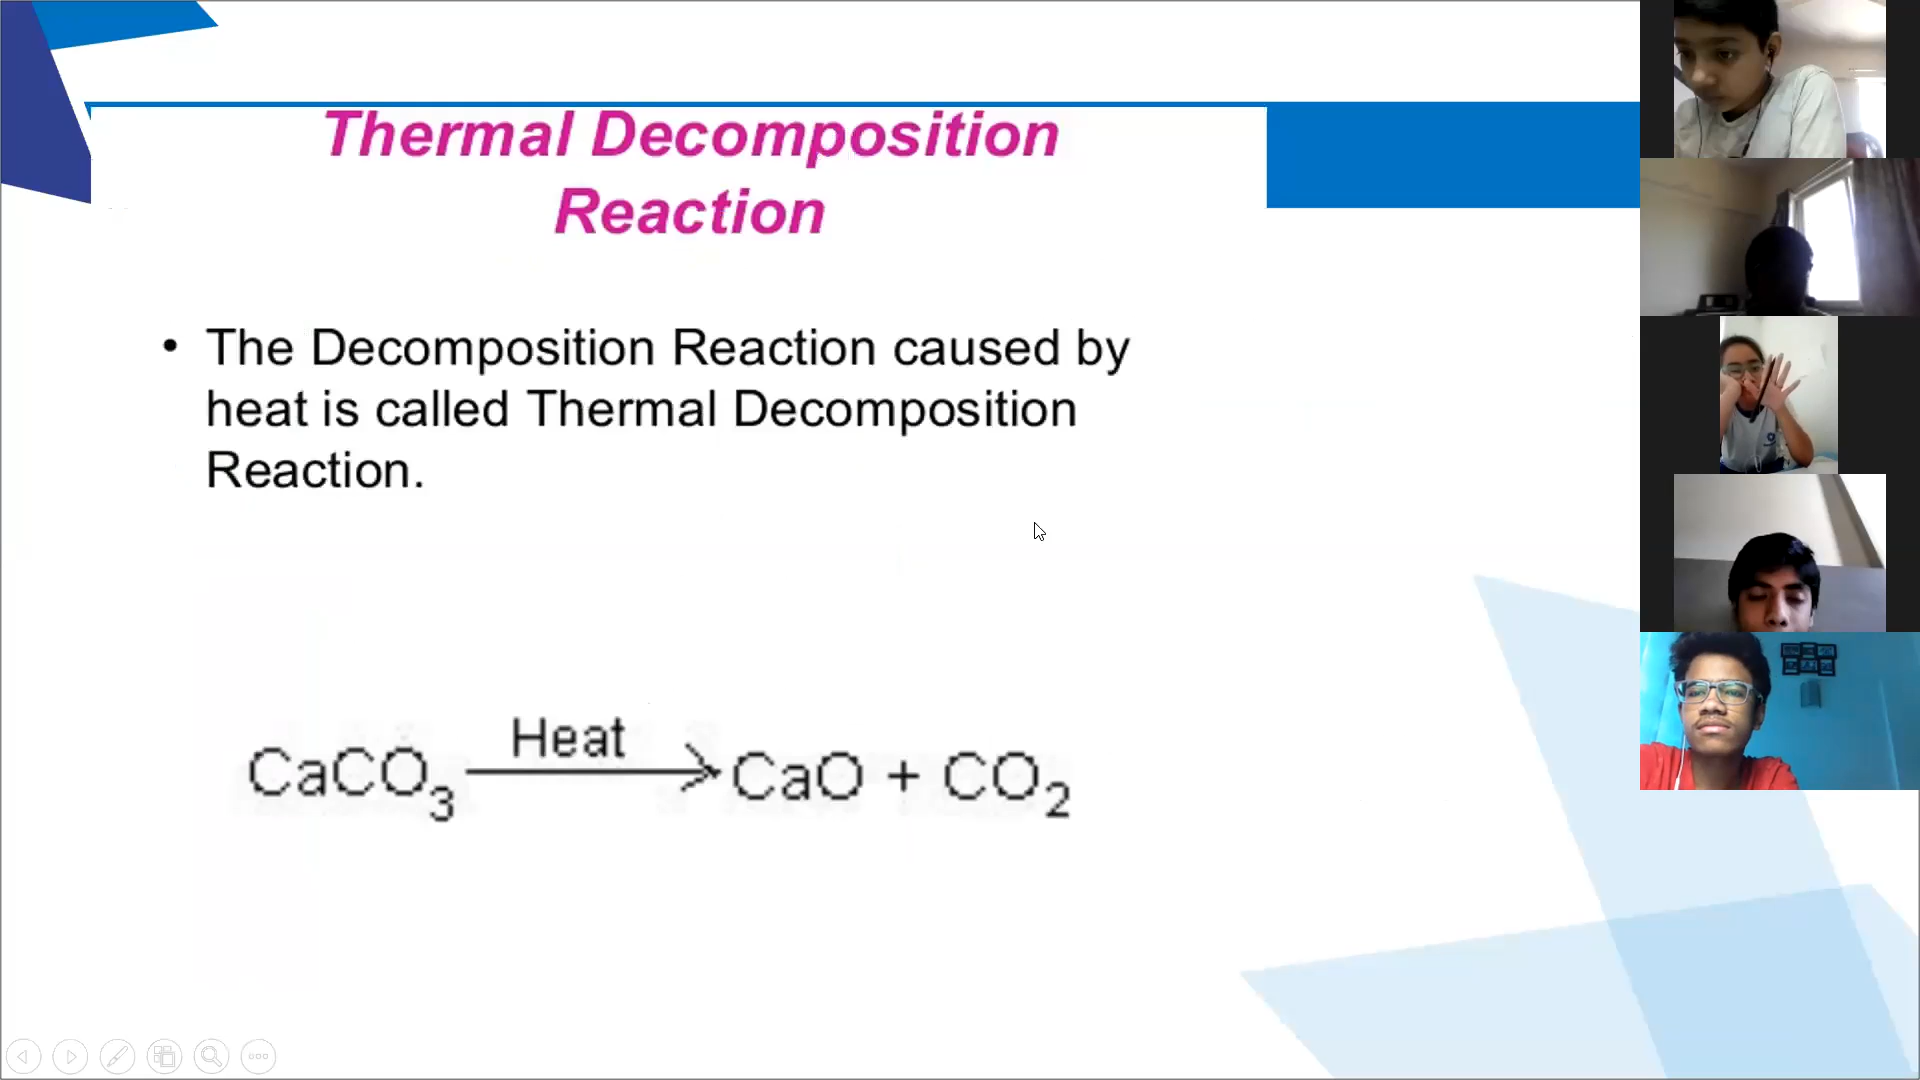 Thermal Decomposition
Reaction
• The Decomposition Reaction caused by
heat is called Thermal Decomposition
Reaction.
CaCO₃ Heat → CaO + CO₂